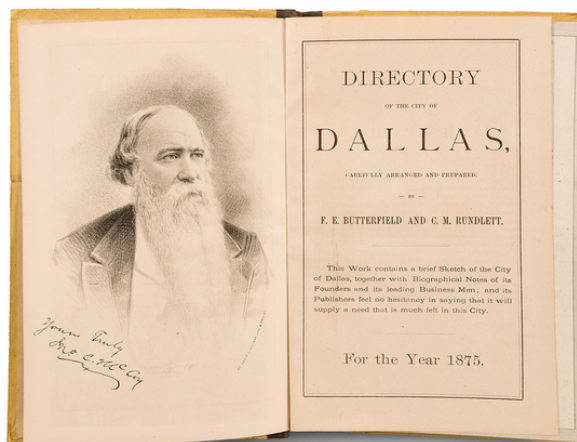 Yours Truly
Jno. C. McCoy
DIRECTORY
OF THE CITY OF
DALLAS,
CAREFULLY ARRANGED AND PREPARED.
— BY —
F. E. BUTTERFIELD AND C. M. RUNDLETT.
This Work contains a brief Sketch of the City
of Dallas, together with Biographical Notes of its
Founders and its leading Business Men; and its
Publishers feel no hesitency in saying that it will
supply a need that is much felt in this City.
For the Year 1875.